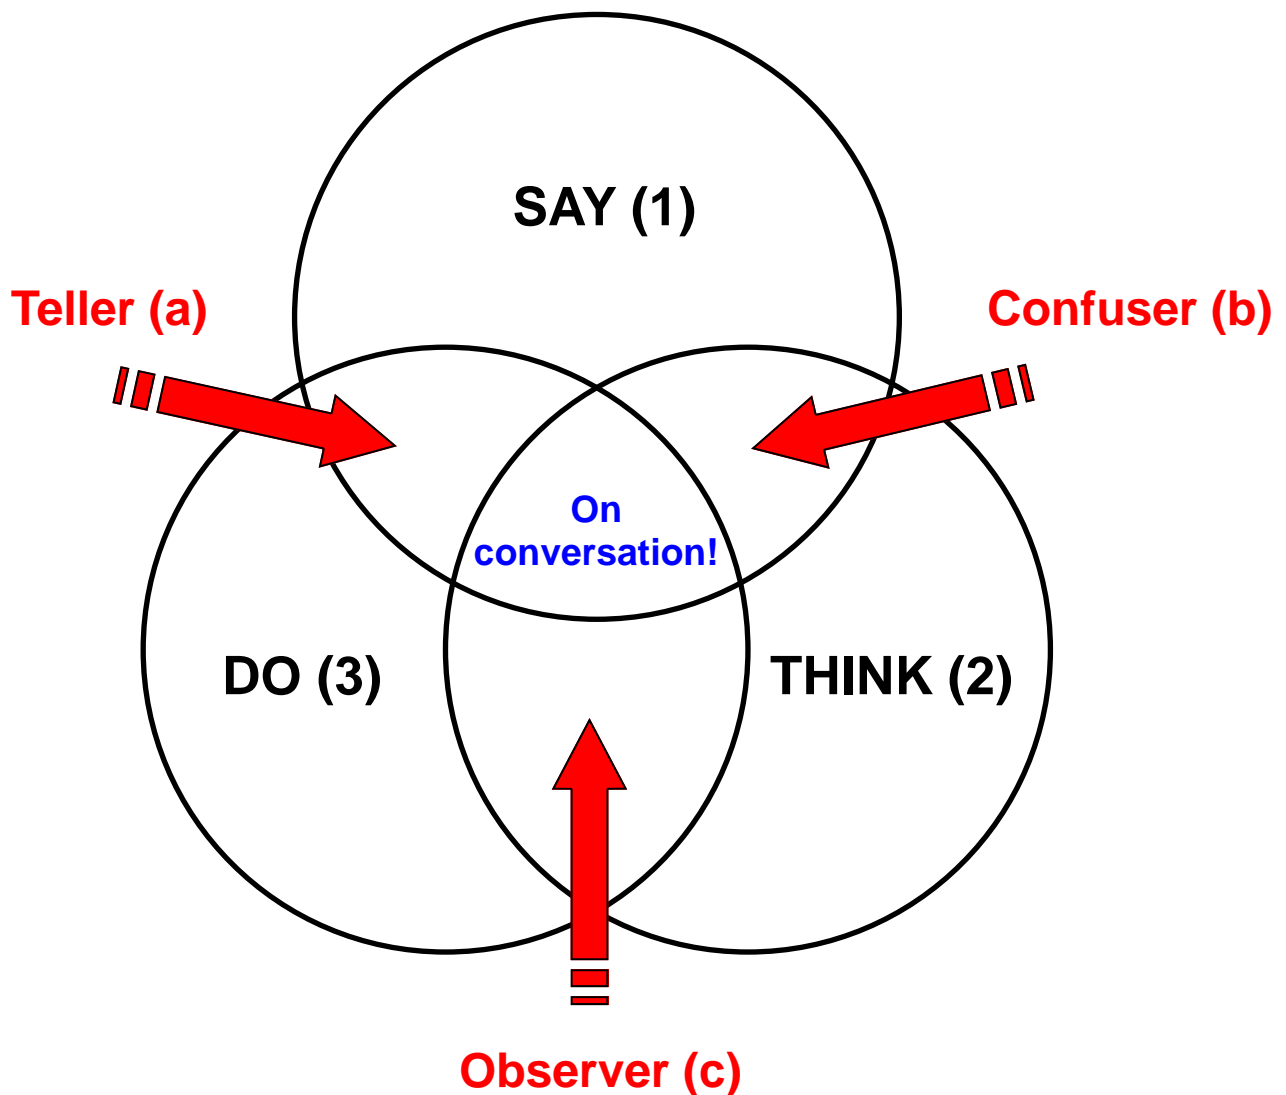 SAY (1)
Teller (a)
Confuser (b)
On
conversation!
DO (3)
THINK (2)
Observer (c)